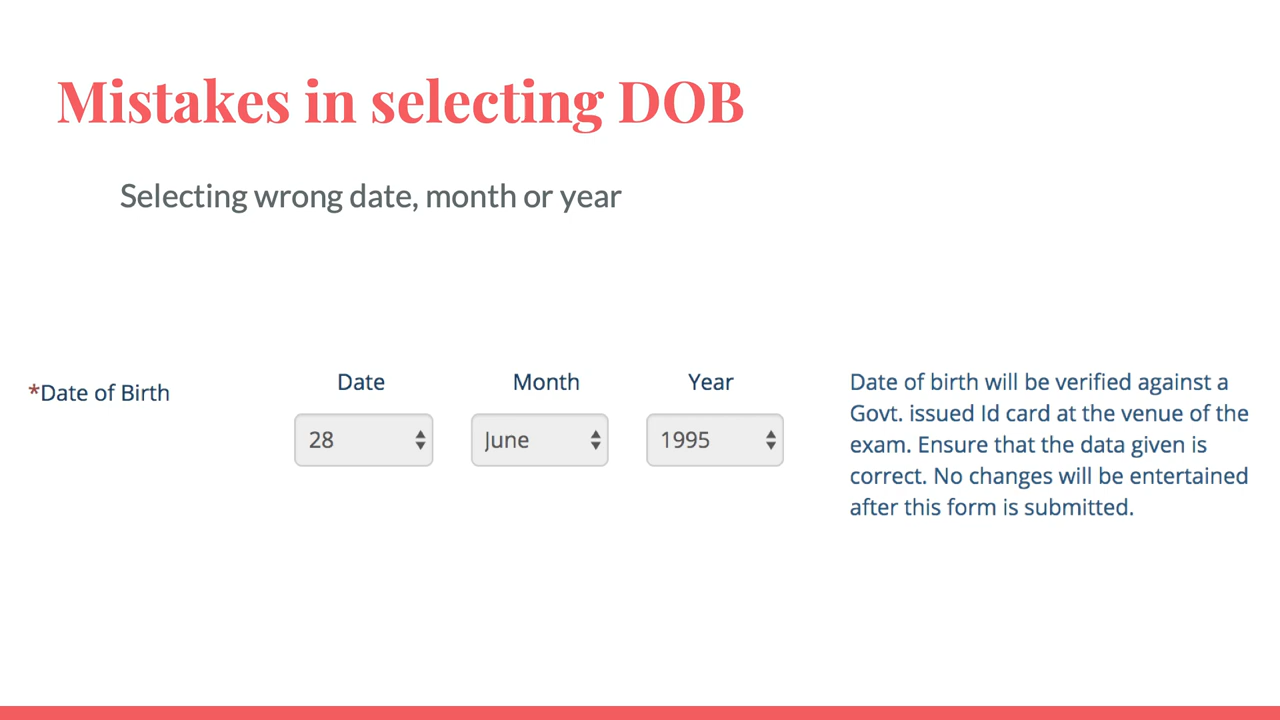 Mistakes in selecting DOB
Selecting wrong date, month or year
*Date of Birth
Date Month Year
28 June 1995
Date of birth will be verified against a
Govt. issued Id card at the venue of the
exam. Ensure that the data given is
correct. No changes will be entertained
after this form is submitted.